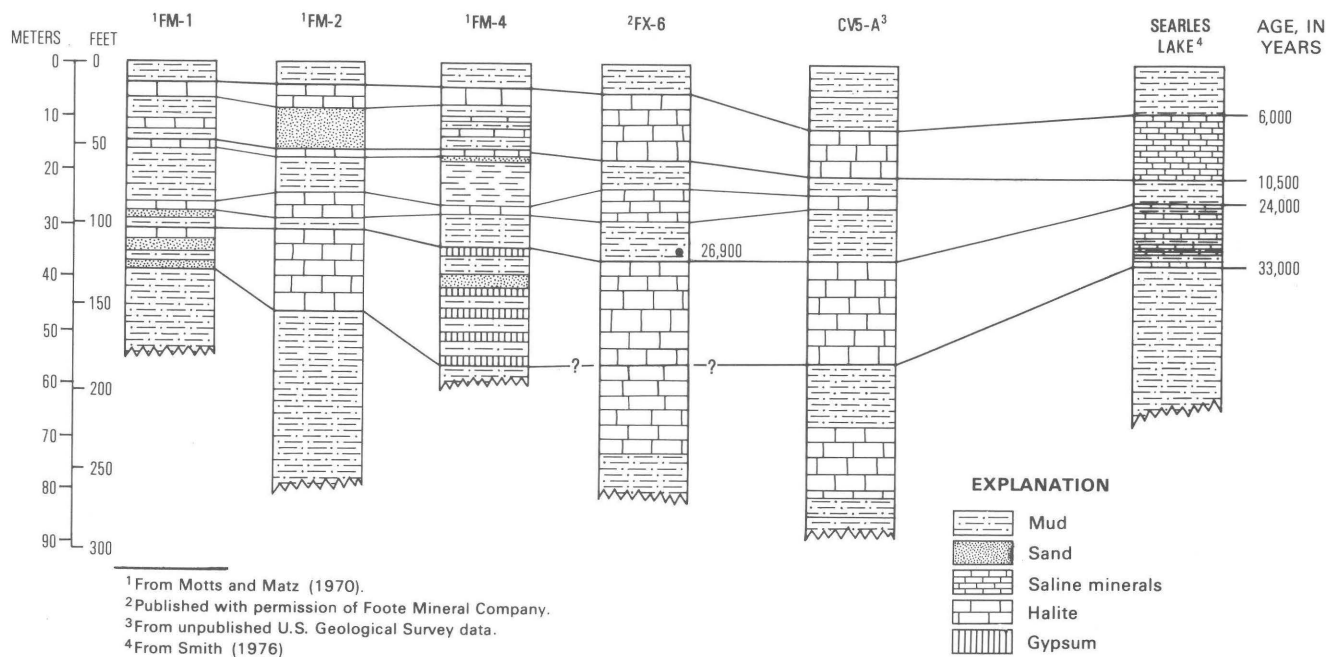 ¹FM-1 ¹FM-2 ¹FM-4 ²FX-6 CV5-A³ SEARLES LAKE⁴ AGE, IN YEARS
METERS FEET
0 0
10
50
20
30 100
40
150
50
60
200
70
250
80
90
300
6,000
10,500
24,000
26,900
33,000
? ?
EXPLANATION
Mud
Sand
Saline minerals
Halite
Gypsum
¹From Motts and Matz (1970).
²Published with permission of Foote Mineral Company.
³From unpublished U.S. Geological Survey data.
⁴From Smith (1976)